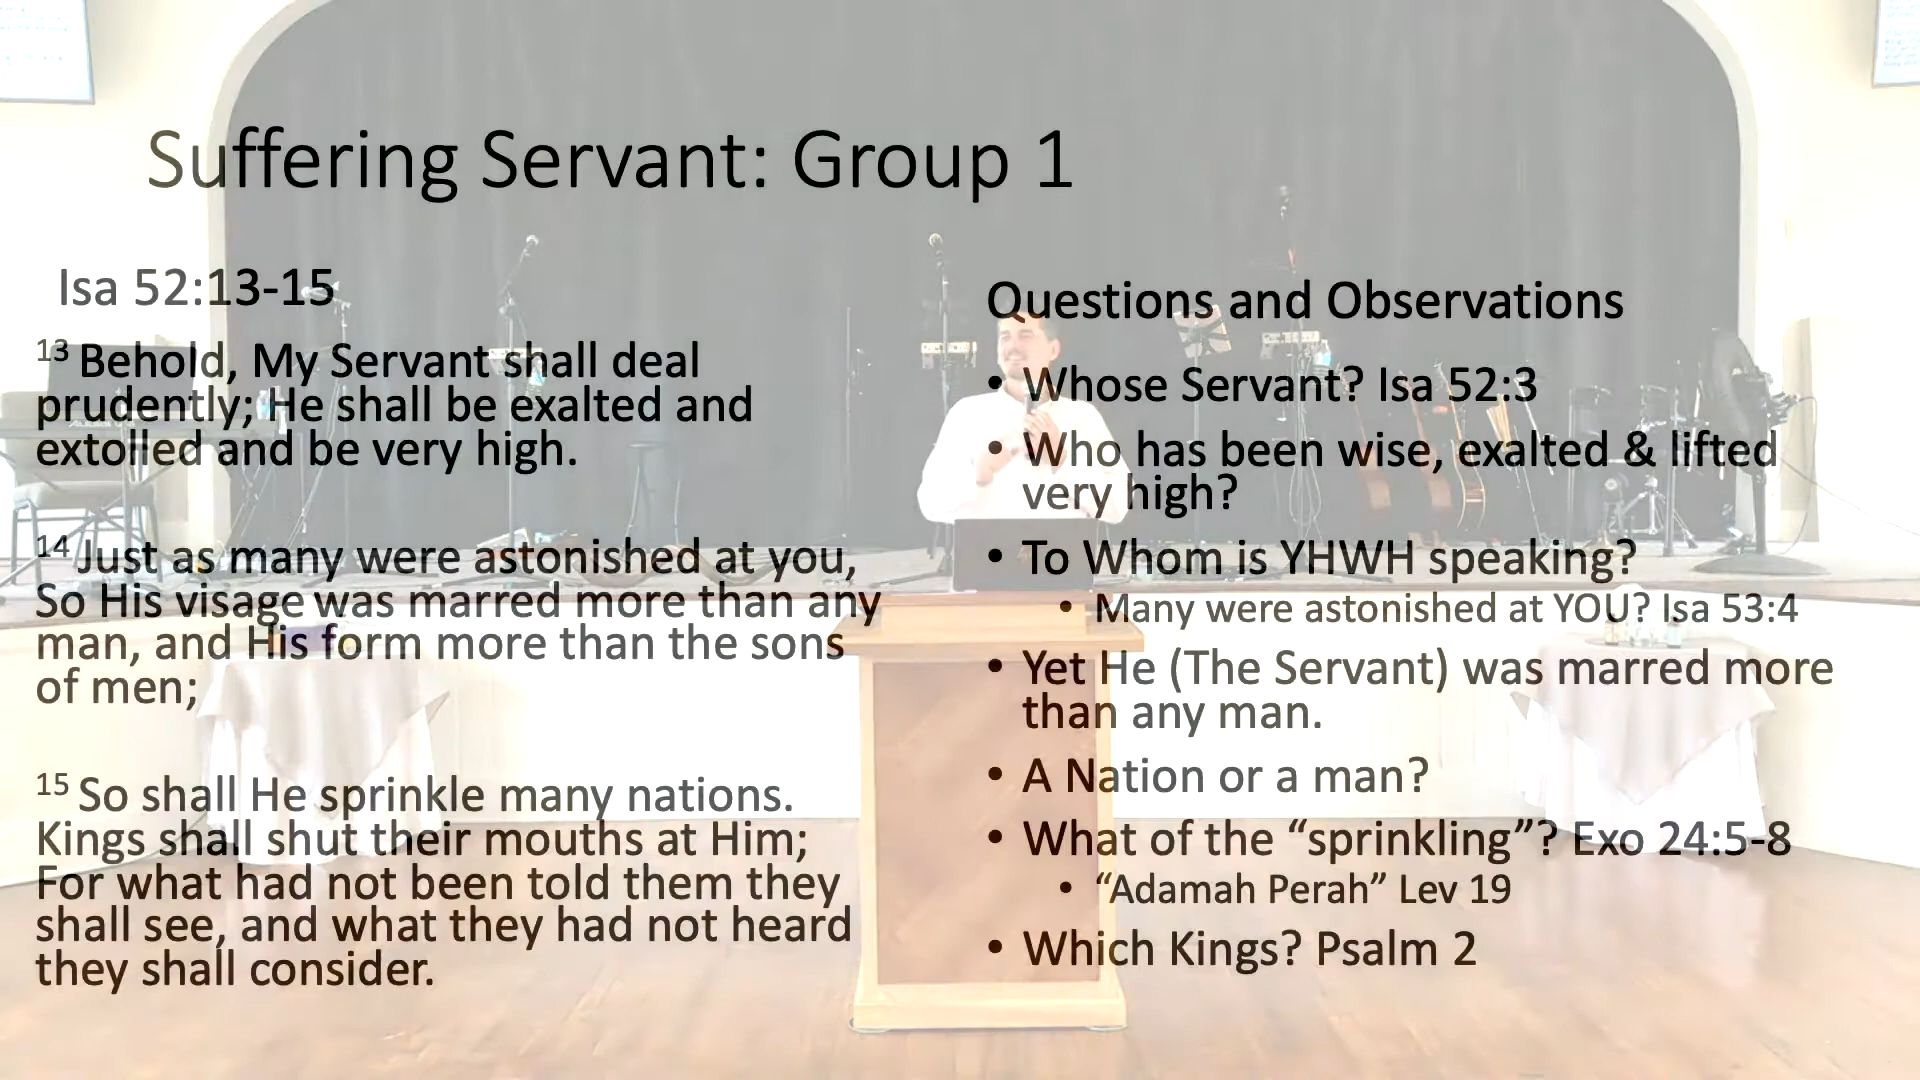 Suffering Servant: Group 1
Isa 52:13-15
13 Behold, My Servant shall deal
prudently; He shall be exalted and
extolled and be very high.
14 Just as many were astonished at you,
So His visage was marred more than any
man, and His form more than the sons
of men;
15 So shall He sprinkle many nations.
Kings shall shut their mouths at Him;
For what had not been told them they
shall see, and what they had not heard
they shall consider.
Questions and Observations
• Whose Servant? Isa 52:3
• Who has been wise, exalted & lifted
very high?
• To Whom is YHWH speaking?
• Many were astonished at YOU? Isa 53:4
• Yet He (The Servant) was marred more
than any man.
• A Nation or a man?
• What of the “sprinkling”? Exo 24:5-8
• “Adamah Perah” Lev 19
• Which Kings? Psalm 2